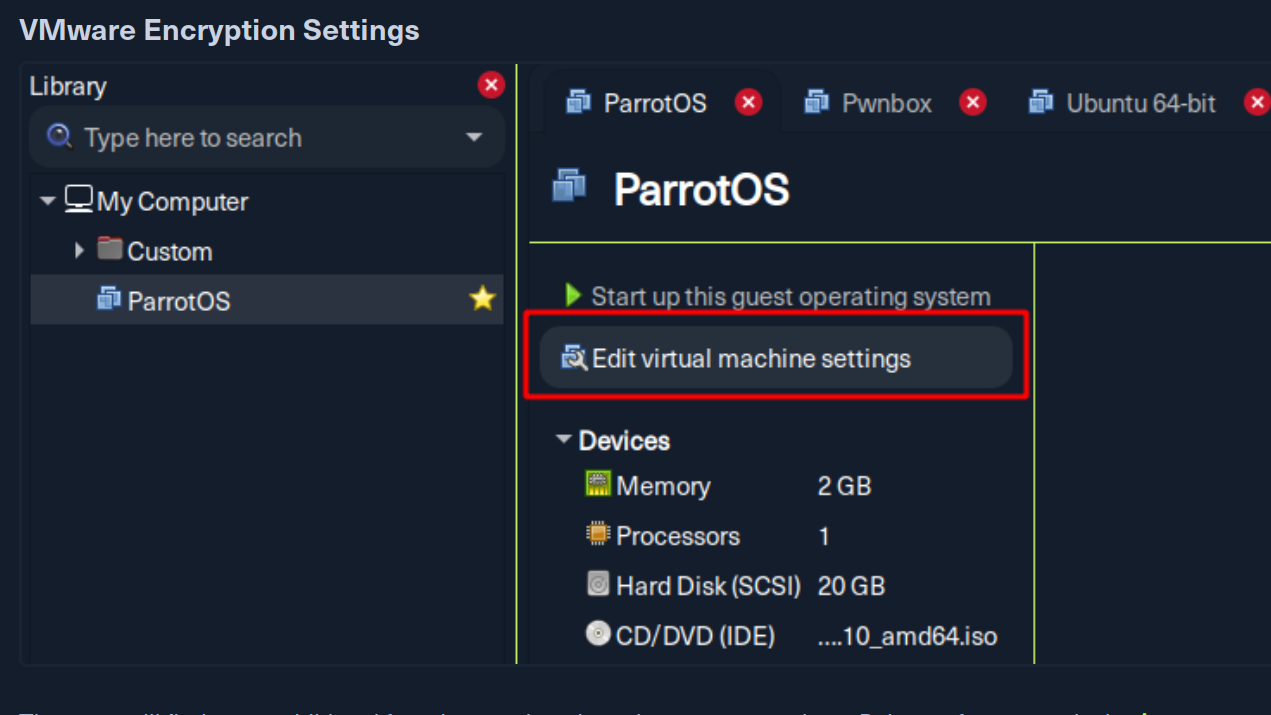 VMware Encryption Settings
Library
Type here to search
My Computer
Custom
ParrotOS
ParrotOS
Pwnbox
Ubuntu 64-bit
ParrotOS
Start up this guest operating system
Edit virtual machine settings
Devices
Memory 2 GB
Processors 1
Hard Disk (SCSI) 20 GB
CD/DVD (IDE) ....10_amd64.iso